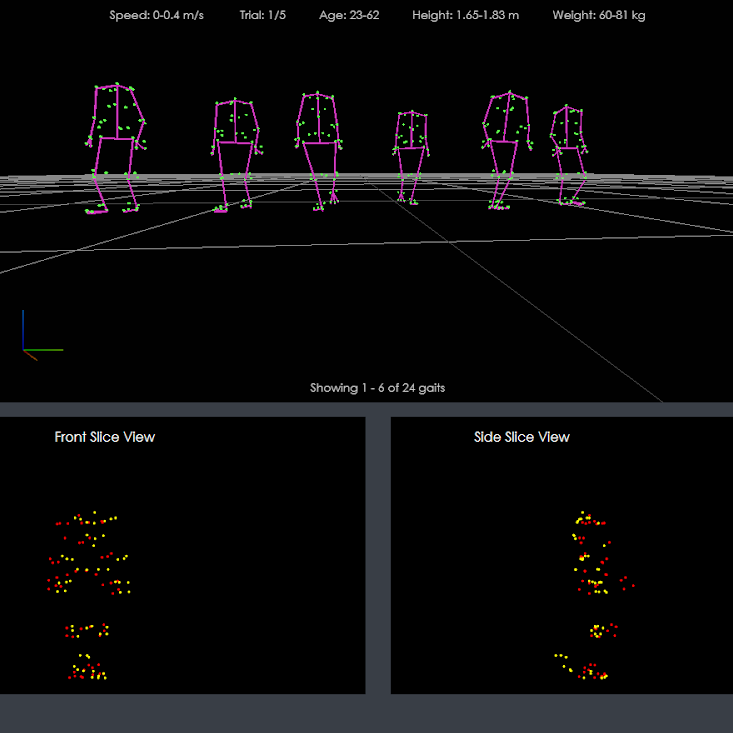 Speed: 0-0.4 m/s Trial: 1/5 Age: 23-62 Height: 1.65-1.83 m Weight: 60-81 kg
Showing 1 - 6 of 24 gaits
Front Slice View
Side Slice View